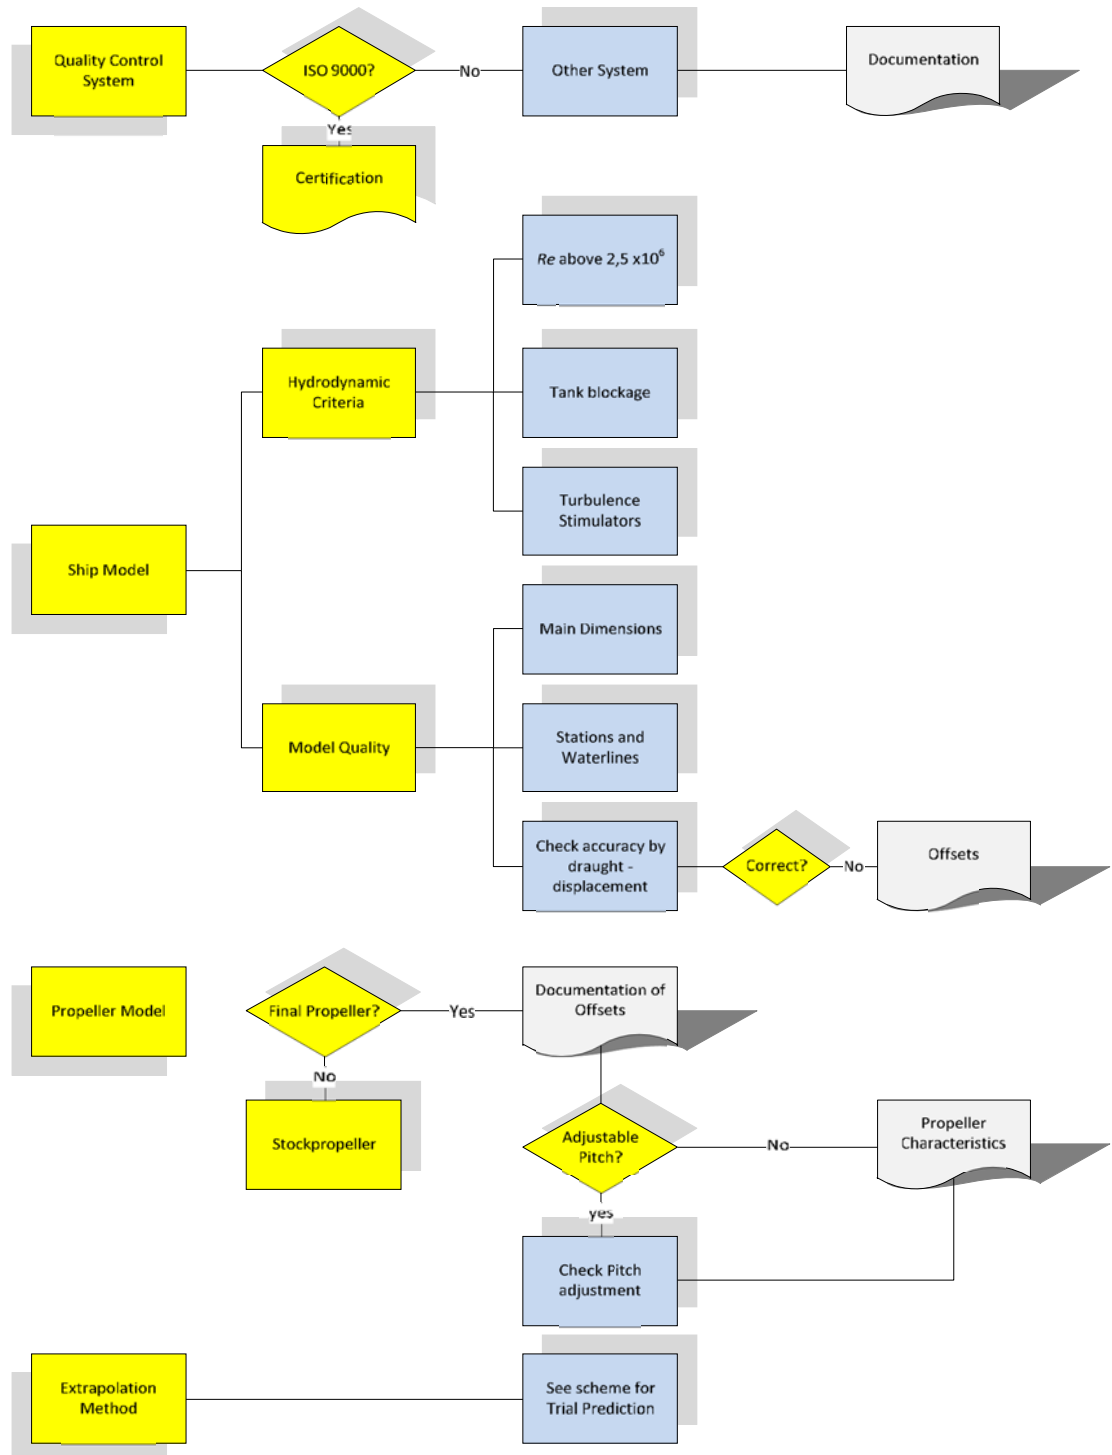 Quality Control
System
ISO 9000?
No
Other System
Documentation
Yes
Certification
Re above 2,5 x10⁶
Hydrodynamic
Criteria
Tank blockage
Turbulence
Stimulators
Ship Model
Main Dimensions
Model Quality
Stations and
Waterlines
Check accuracy by
draught -
displacement
Correct?
No
Offsets
Propeller Model
Final Propeller?
Yes
Documentation of
Offsets
No
Stockpropeller
Adjustable
Pitch?
No
Propeller
Characteristics
yes
Check Pitch
adjustment
Extrapolation
Method
See scheme for
Trial Prediction